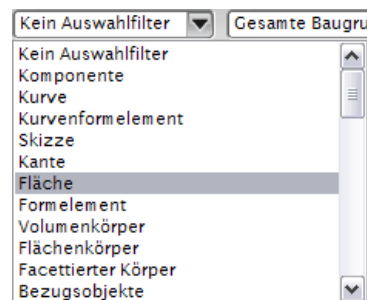 Kein Auswahlfilter Gesamte Baugru
Kein Auswahlfilter
Komponente
Kurve
Kurvenformelement
Skizze
Kante
Fläche
Formelement
Volumenkörper
Flächenkörper
Facettierter Körper
Bezugsobjekte